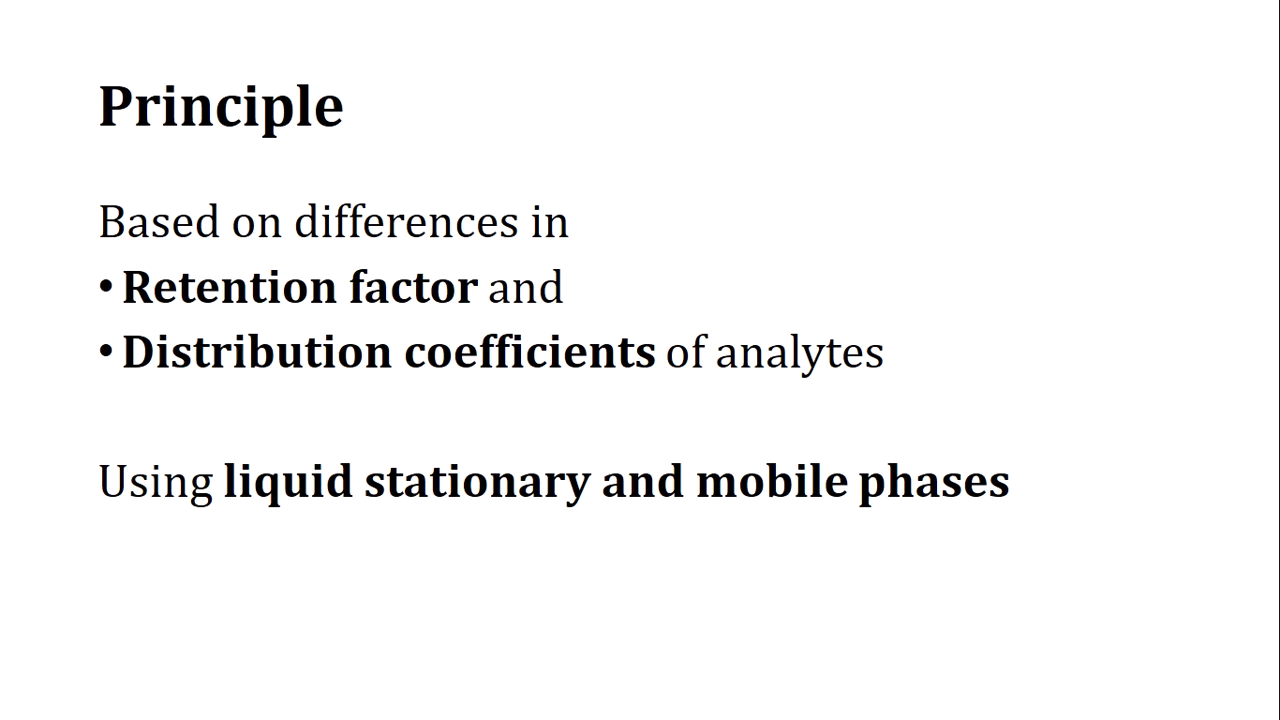 Principle
Based on differences in
• Retention factor and
• Distribution coefficients of analytes
Using liquid stationary and mobile phases